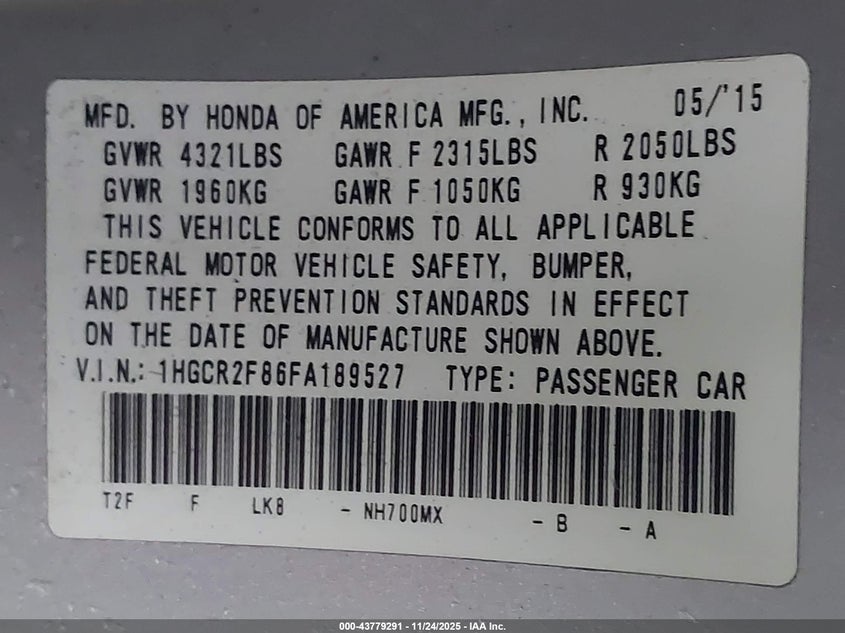 MFD. BY HONDA OF AMERICA MFG., INC. 05/'15
GVWR 4321LBS GAWR F 2315LBS R 2050LBS
GVWR 1960KG GAWR F 1050KG R 930KG
THIS VEHICLE CONFORMS TO ALL APPLICABLE
FEDERAL MOTOR VEHICLE SAFETY, BUMPER,
AND THEFT PREVENTION STANDARDS IN EFFECT
ON THE DATE OF MANUFACTURE SHOWN ABOVE.
V.I.N.: 1HGCR2F86FA189527 TYPE: PASSENGER CAR
T2F F LK8 - NH700MX - B - A
000-43779291 - 11/24/2025 - IAA Inc.